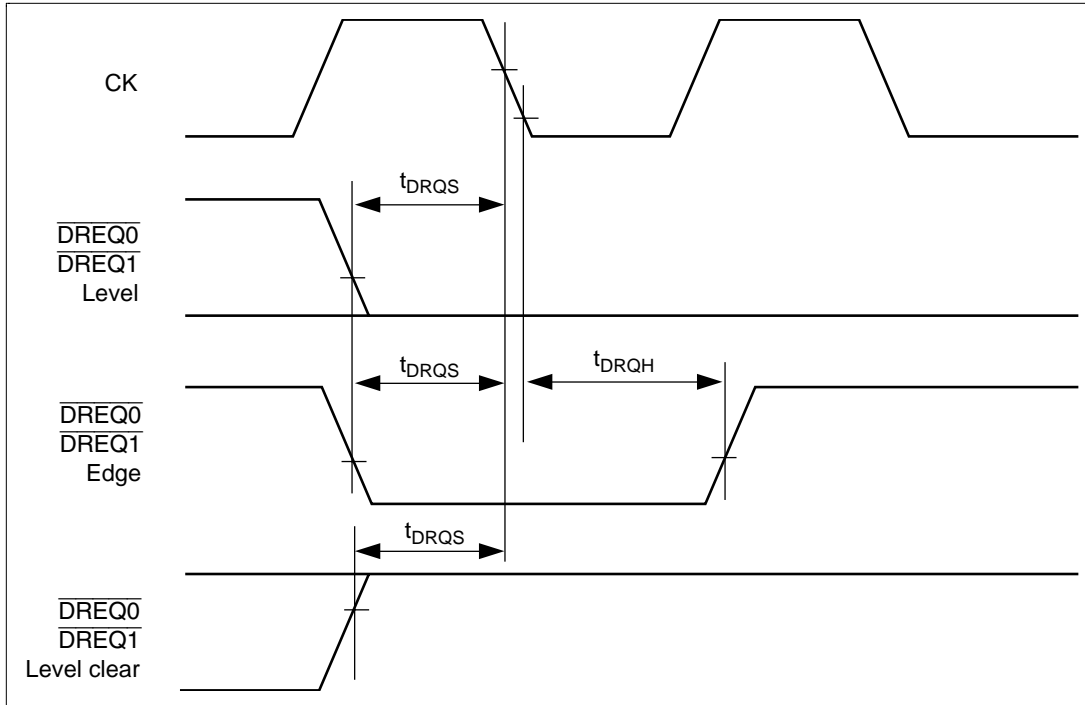 CK
tDRQS
DREQ0
DREQ1
Level
tDRQS
tDRQH
DREQ0
DREQ1
Edge
tDRQS
DREQ0
DREQ1
Level clear